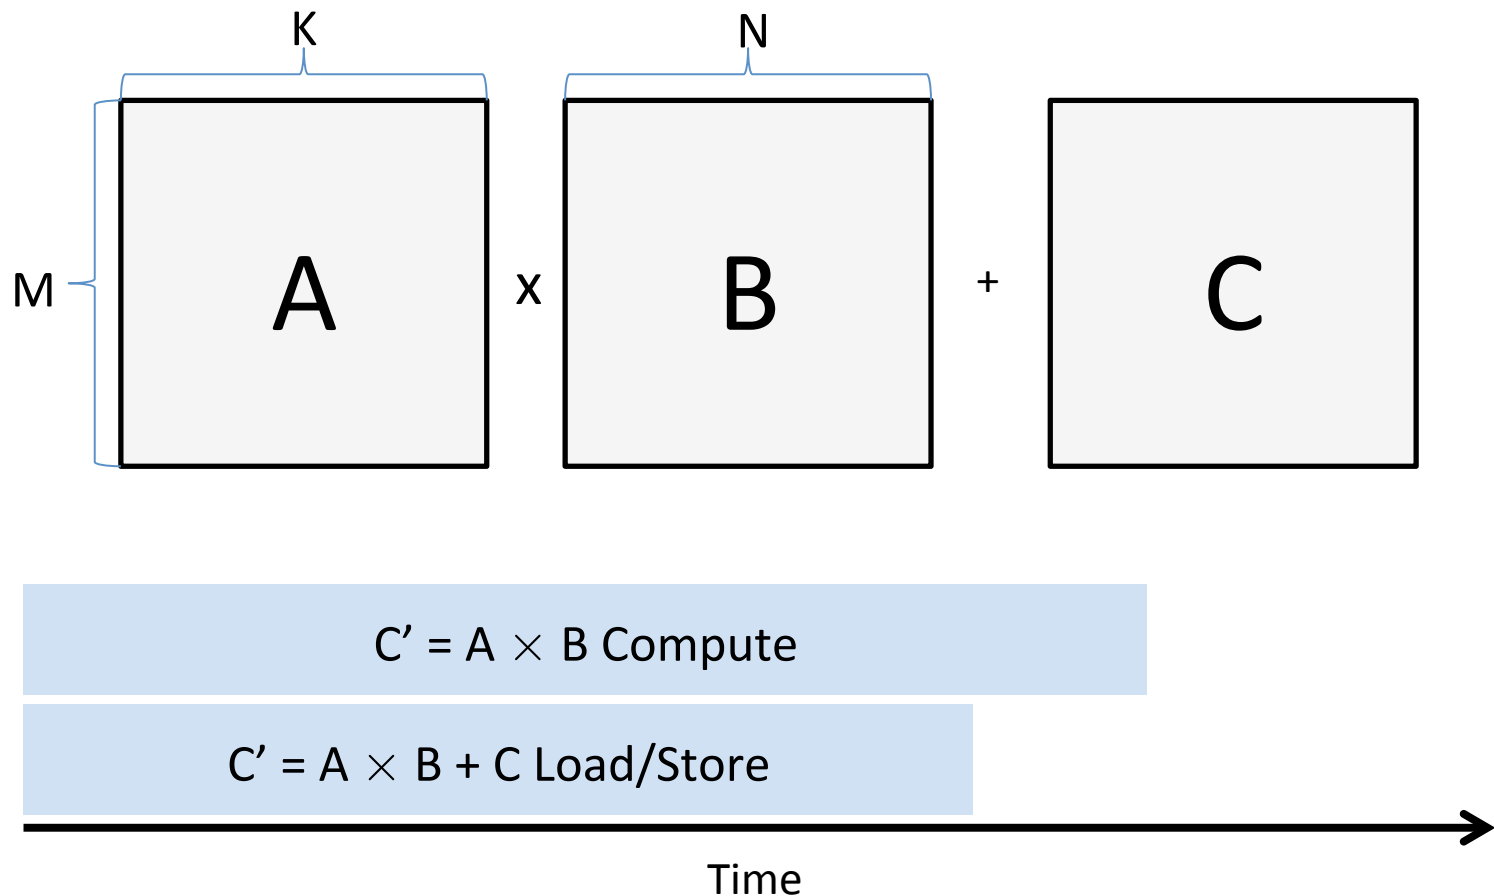 K
N
M
A
x
B
+
C
C’ = A × B Compute
C’ = A × B + C Load/Store
Time